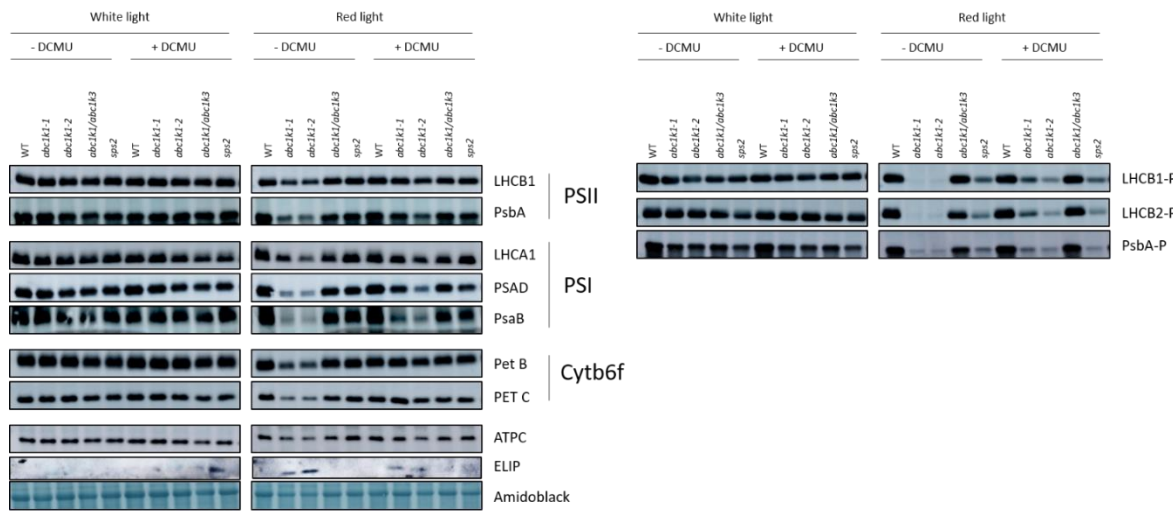 White light Red light
- DCMU + DCMU - DCMU + DCMU
WT abc1k1-1 abc1k1-2 abc1k1/abc1k3 sps2 WT abc1k1-1 abc1k1-2 abc1k1/abc1k3 sps2 WT abc1k1-1 abc1k1-2 abc1k1/abc1k3 sps2 WT abc1k1-1 abc1k1-2 abc1k1/abc1k3 sps2
LHCB1
PsbA
PSII
LHCA1
PSAD
PsaB
PSI
Pet B
PET C
Cytb6f
ATPC
ELIP
Amidoblack
White light Red light
- DCMU + DCMU - DCMU + DCMU
WT abc1k1-1 abc1k1-2 abc1k1/abc1k3 sps2 WT abc1k1-1 abc1k1-2 abc1k1/abc1k3 sps2 WT abc1k1-1 abc1k1-2 abc1k1/abc1k3 sps2 WT abc1k1-1 abc1k1-2 abc1k1/abc1k3 sps2
LHCB1-P
LHCB2-P
PsbA-P